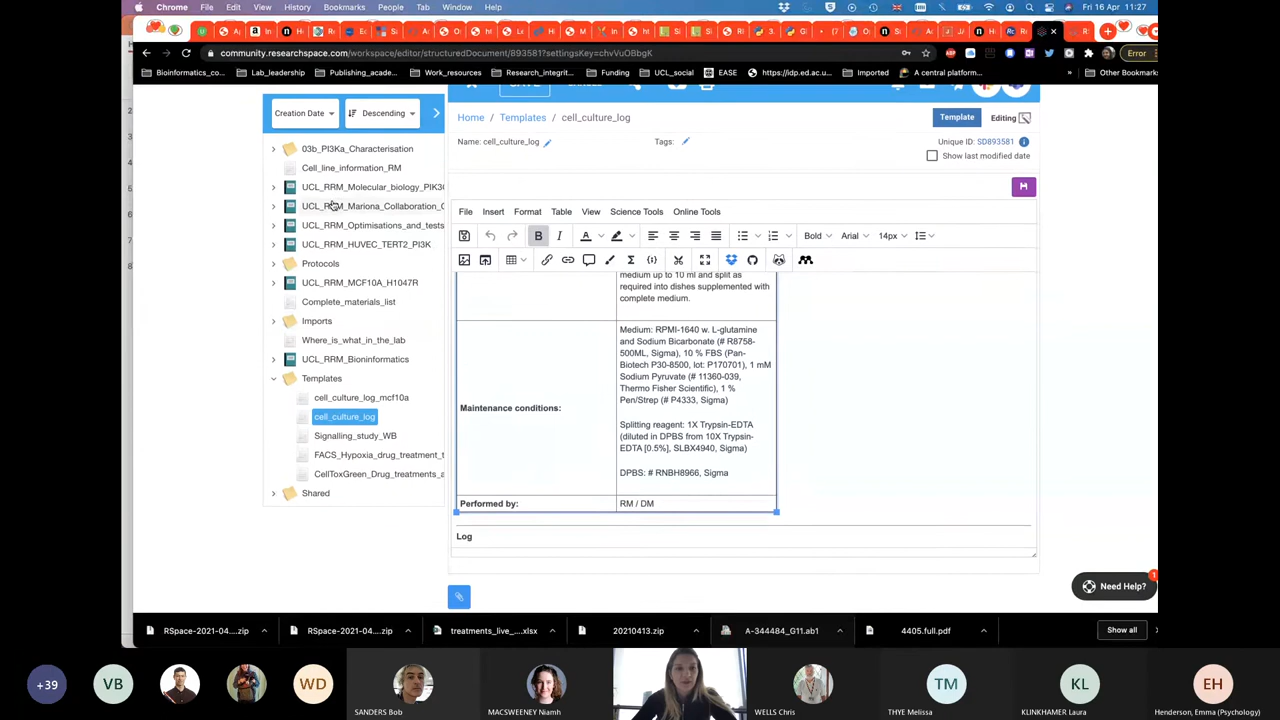 Chrome File Edit View History Bookmarks People Tab Window Help
Fri 16 Apr 11:27
community.researchspace.com/workspace/editor/structuredDocument/893581?settingsKey=chvVuOBbgK
Error
Bioinformatics_co... Lab_leadership Publishing_acade... Work_resources Research_integrit... Funding UCL_social EASE https://idp.ed.ac.u... Imported A central platform... » Other Bookmarks
Creation Date Descending
Home / Templates / cell_culture_log
Template Editing
Name: cell_culture_log Tags:
Unique ID: SD893581
Show last modified date
03b_PI3Ka_Characterisation
Cell_line_information_RM
UCL_RRM_Molecular_biology_PIK3C
UCL_RRM_Mariona_Collaboration_C
UCL_RRM_Optimisations_and_tests
UCL_RRM_HUVEC_TERT2_PI3K
Protocols
UCL_RRM_MCF10A_H1047R
Complete_materials_list
Imports
Where_is_what_in_the_lab
UCL_RRM_Bioinformatics
Templates
cell_culture_log_mcf10a
cell_culture_log
Signalling_study_WB
FACS_Hypoxia_drug_treatment_t
CellToxGreen_Drug_treatments_a
Shared
File Insert Format Table View Science Tools Online Tools
B I A Bold Arial 14px
medium up to 10 ml and split as
required into dishes supplemented with
complete medium.
Maintenance conditions:
Medium: RPMI-1640 w. L-glutamine
and Sodium Bicarbonate (# R8758-
500ML, Sigma), 10 % FBS (Pan-
Biotech P30-8500, lot: P170701), 1 mM
Sodium Pyruvate (# 11360-039,
Thermo Fisher Scientific), 1 %
Pen/Strep (# P4333, Sigma)
Splitting reagent: 1X Trypsin-EDTA
(diluted in DPBS from 10X Trypsin-
EDTA [0.5%], SLBX4940, Sigma)
DPBS: # RNBH8966, Sigma
Performed by: RM / DM
Log
Need Help?
1
RSpace-2021-04....zip RSpace-2021-04....zip treatments_live_....xlsx 20210413.zip A-344484_G11.ab1 4405.full.pdf Show all
+39 VB WD TM KL EH
SANDERS Bob MACSWEENEY Niamh WELLS Chris THYE Melissa KLINKHAMER Laura Henderson, Emma (Psychology)